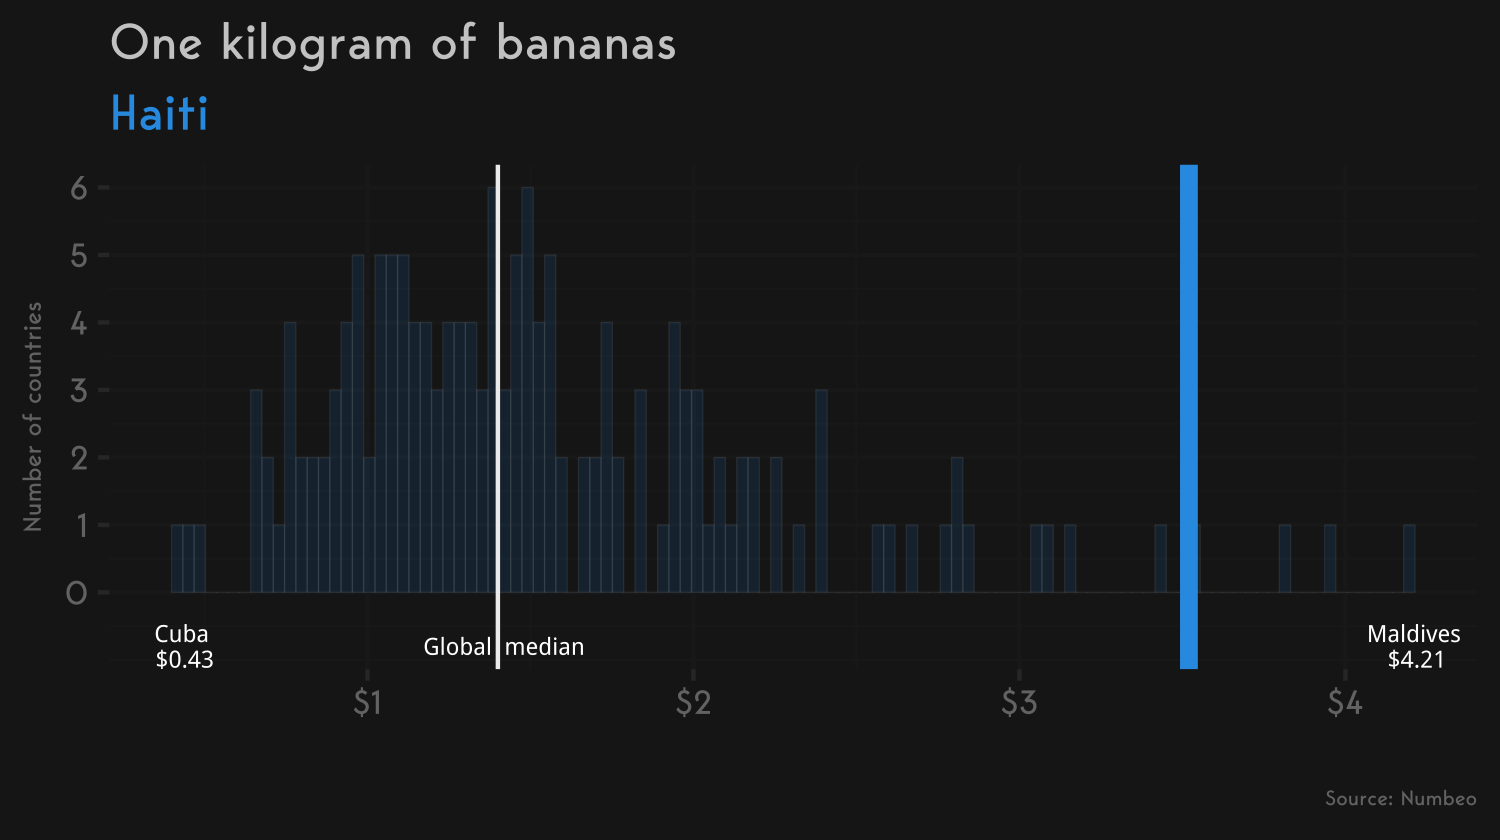 One kilogram of bananas
Haiti
Number of countries
6
5
4
3
2
1
0
Cuba
$0.43
Global median
Maldives
$4.21
$1 $2 $3 $4
Source: Numbeo